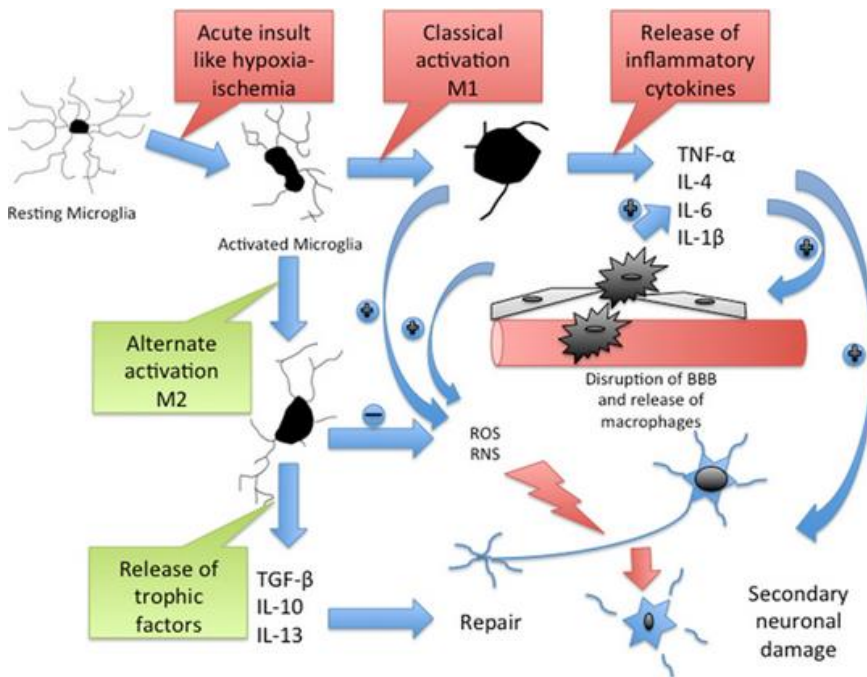 Acute insult
like hypoxia-
ischemia
Classical
activation
M1
Release of
inflammatory
cytokines
Resting Microglia
Activated Microglia
TNF-α
IL-4
IL-6
IL-1β
Alternate
activation
M2
Disruption of BBB
and release of
macrophages
ROS
RNS
Release of
trophic
factors
TGF-β
IL-10
IL-13
Repair
Secondary
neuronal
damage